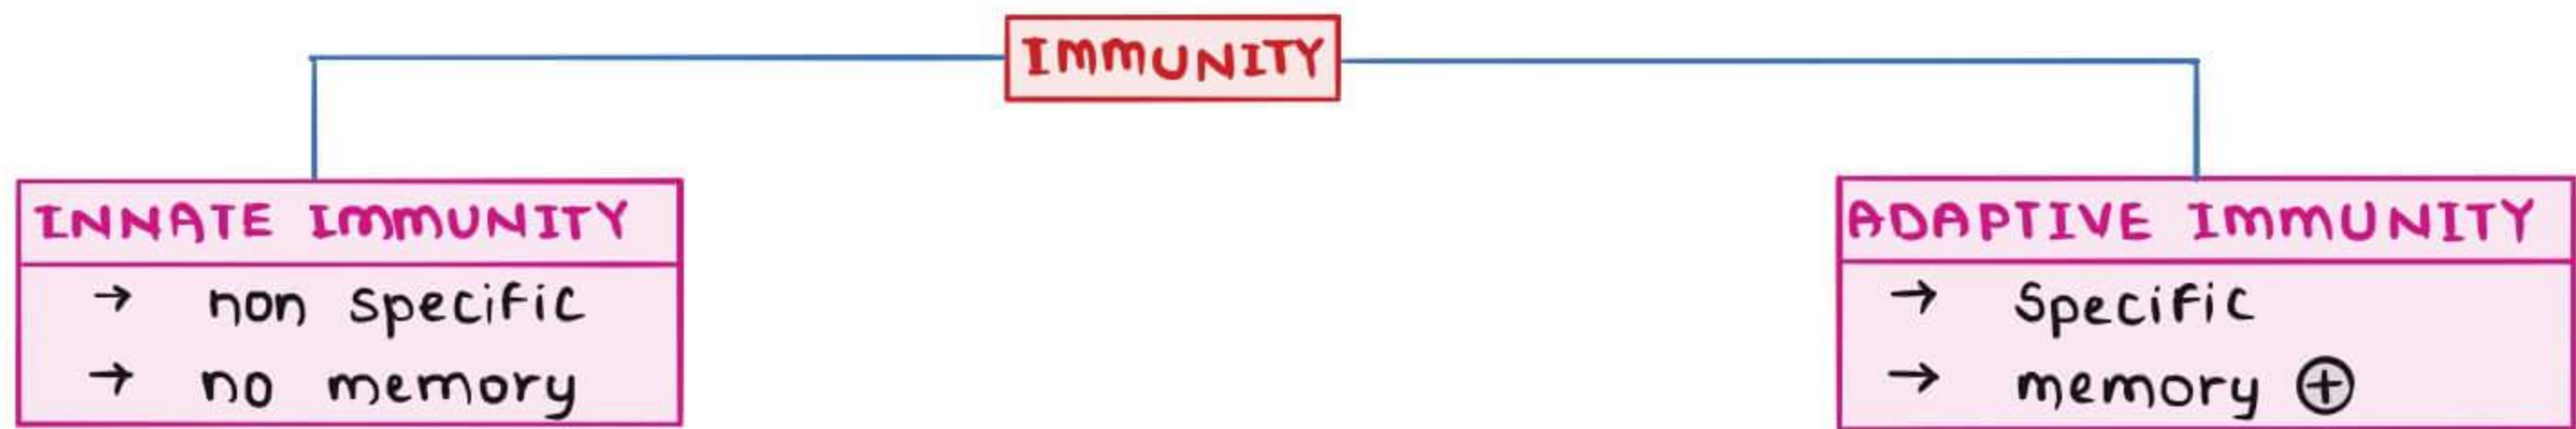 IMMUNITY
INNATE IMMUNITY
→ non specific
→ no memory
ADAPTIVE IMMUNITY
→ Specific
→ memory ⊕